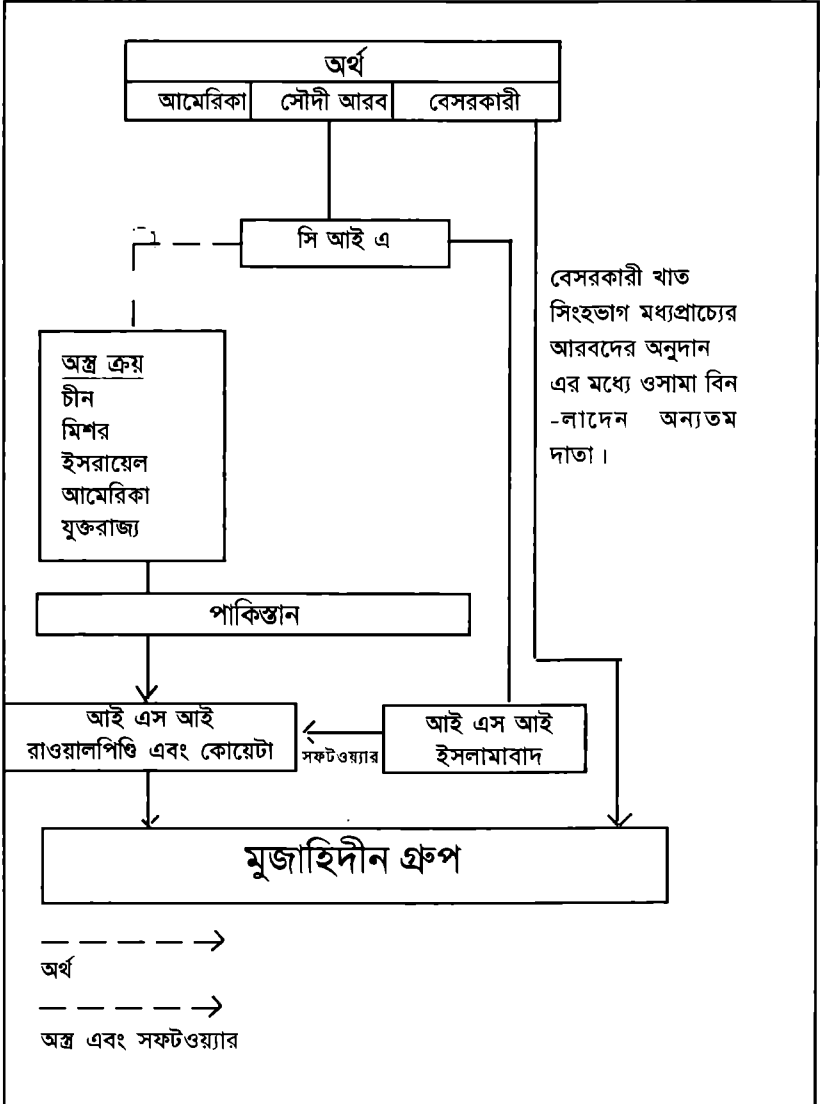 অর্থ
আমেরিকা সৌদী আরব বেসরকারী
সি আই এ
বেসরকারী খাত
সিংহভাগ মধ্যপ্রাচ্যের
আরবদের অনুদান
এর মধ্যে ওসামা বিন
-লাদেন অন্যতম
দাতা।
অস্ত্র ক্রয়
চীন
মিশর
ইসরায়েল
আমেরিকা
যুক্তরাজ্য
পাকিস্তান
আই এস আই
রাওয়ালপিণ্ডি এবং কোয়েটা
সফটওয়্যার
আই এস আই
ইসলামাবাদ
মুজাহিদীন গ্রুপ
অর্থ
অস্ত্র এবং সফটওয়্যার